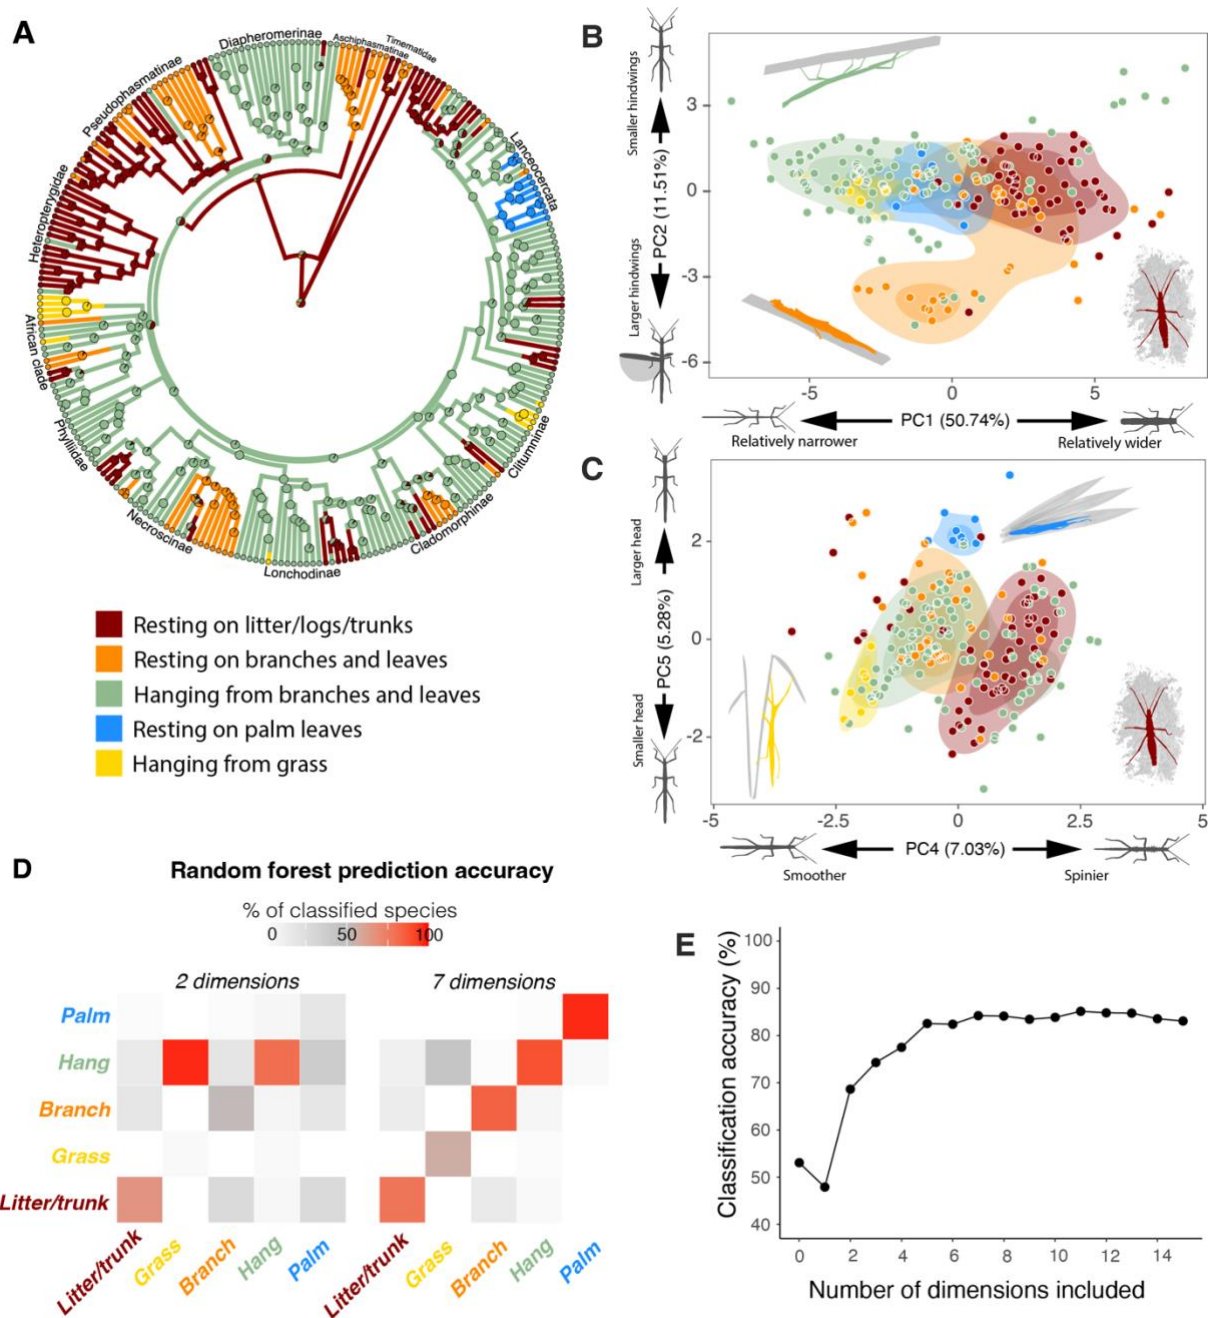 A
Diapheromerinae
Aschiphasmatinae
Timematidae
Lanceocercata
Clitumninae
Cladomorphinae
Lonchodinae
Necroscinae
Phylliidae
African clade
Heteropterygidae
Pseudophasmatinae
Resting on litter/logs/trunks
Resting on branches and leaves
Hanging from branches and leaves
Resting on palm leaves
Hanging from grass
B
Smaller hindwings
PC2 (11.51%)
Larger hindwings
3
0
-3
-6
-5
0
5
PC1 (50.74%)
Relatively narrower
Relatively wider
C
Larger head
PC5 (5.28%)
Smaller head
2
0
-2
-5
-2.5
0
2.5
5
PC4 (7.03%)
Smoother
Spinier
D
Random forest prediction accuracy
% of classified species
0 50 100
2 dimensions
7 dimensions
Palm
Hang
Branch
Grass
Litter/trunk
Litter/trunk
Grass
Branch
Hang
Palm
Litter/trunk
Grass
Branch
Hang
Palm
E
Classification accuracy (%)
100
90
80
70
60
50
40
0 2 4 6 8 10 12 14
Number of dimensions included